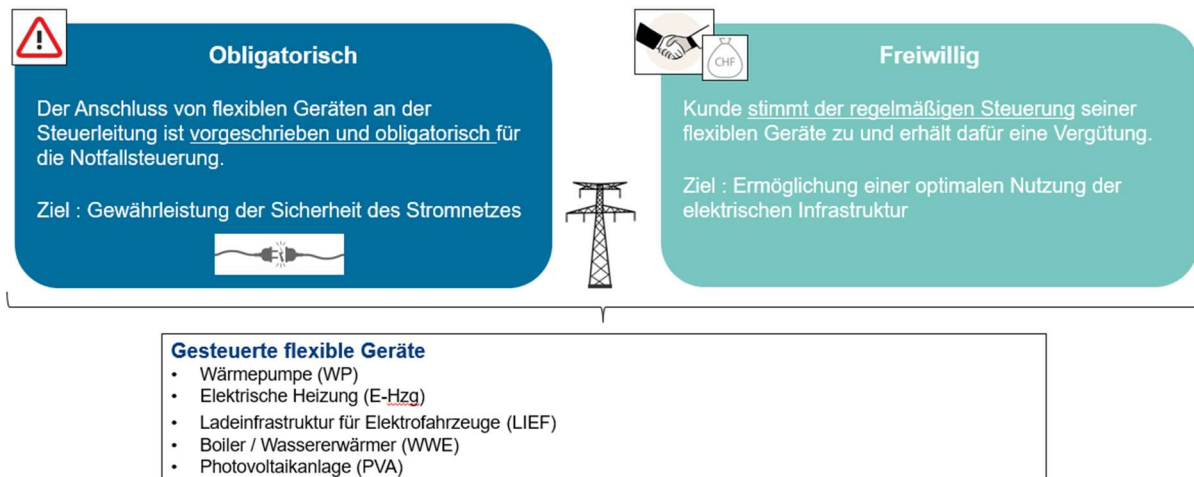 Obligatorisch
Der Anschluss von flexiblen Geräten an der
Steuerleitung ist vorgeschrieben und obligatorisch für
die Notfallsteuerung.
Ziel : Gewährleistung der Sicherheit des Stromnetzes
CHF
Freiwillig
Kunde stimmt der regelmäßigen Steuerung seiner
flexiblen Geräte zu und erhält dafür eine Vergütung.
Ziel : Ermöglichung einer optimalen Nutzung der
elektrischen Infrastruktur
Gesteuerte flexible Geräte
• Wärmepumpe (WP)
• Elektrische Heizung (E-Hzg)
• Ladeinfrastruktur für Elektrofahrzeuge (LIEF)
• Boiler / Wassererwärmer (WWE)
• Photovoltaikanlage (PVA)